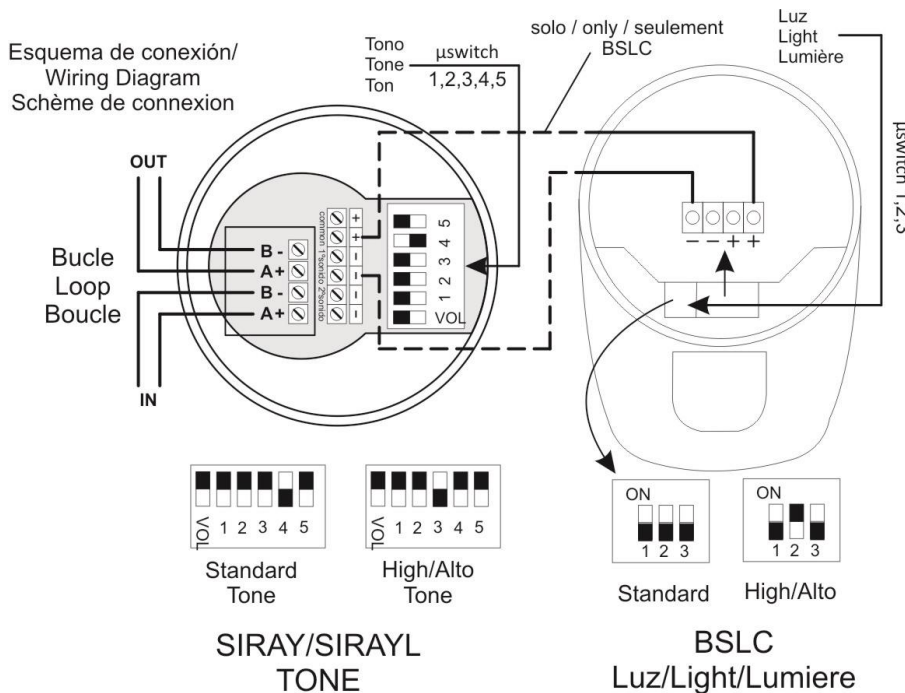 Esquema de conexión/
Wiring Diagram
Schème de connexion
Tono
Tone
Ton
µswitch
1,2,3,4,5
solo / only / seulement
BSLC
Luz
Light
Lumière
µswitch 1,2,3
OUT
Bucle
Loop
Boucle
IN
B -
A+
B -
A+
common 1ºsonido 2ºsonido
+
+
–
–
–
–
5
4
3
2
1
VOL
– – + +
VOL 1 2 3 4 5
Standard
Tone
VOL 1 2 3 4 5
High/Alto
Tone
ON
1 2 3
Standard
ON
1 2 3
High/Alto
SIRAY/SIRAYL
TONE
BSLC
Luz/Light/Lumiere